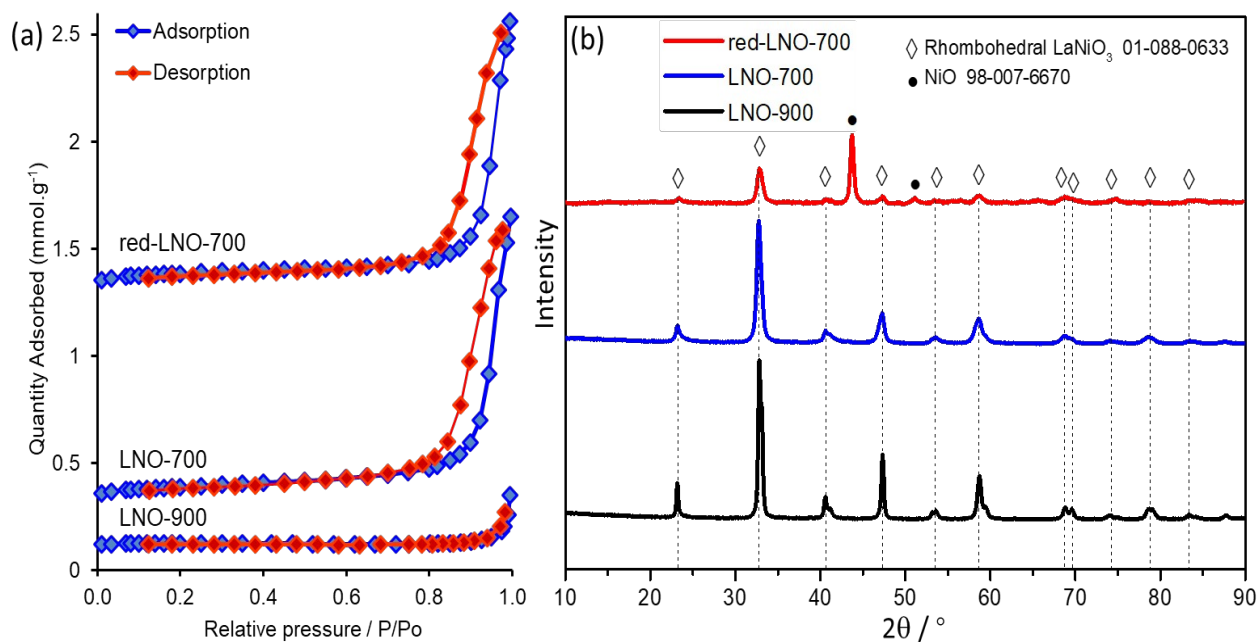 (a)
Adsorption
Desorption
Quantity Adsorbed (mmol.g⁻¹)
2.5
2
1.5
1
0.5
0
red-LNO-700
LNO-700
LNO-900
0.0 0.2 0.4 0.6 0.8 1.0
Relative pressure / P/Po
(b)
red-LNO-700
LNO-700
LNO-900
Rhombohedral LaNiO₃ 01-088-0633
NiO 98-007-6670
Intensity
10 20 30 40 50 60 70 80 90
2θ / °